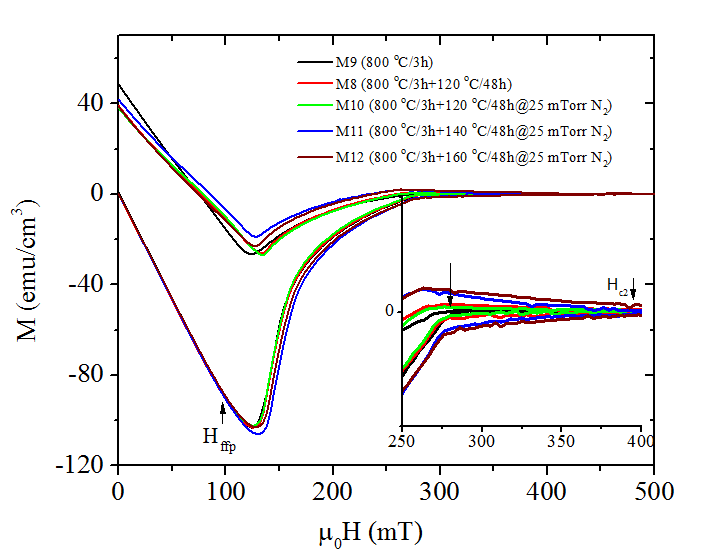 M9 (800 °C/3h)
M8 (800 °C/3h+120 °C/48h)
M10 (800 °C/3h+120 °C/48h@25 mTorr N₂)
M11 (800 °C/3h+140 °C/48h@25 mTorr N₂)
M12 (800 °C/3h+160 °C/48h@25 mTorr N₂)
40
0
-40
-80
-120
M (emu/cm³)
H_ffp
H_c2
0
250 300 350 400
0 100 200 300 400 500
μ₀H (mT)